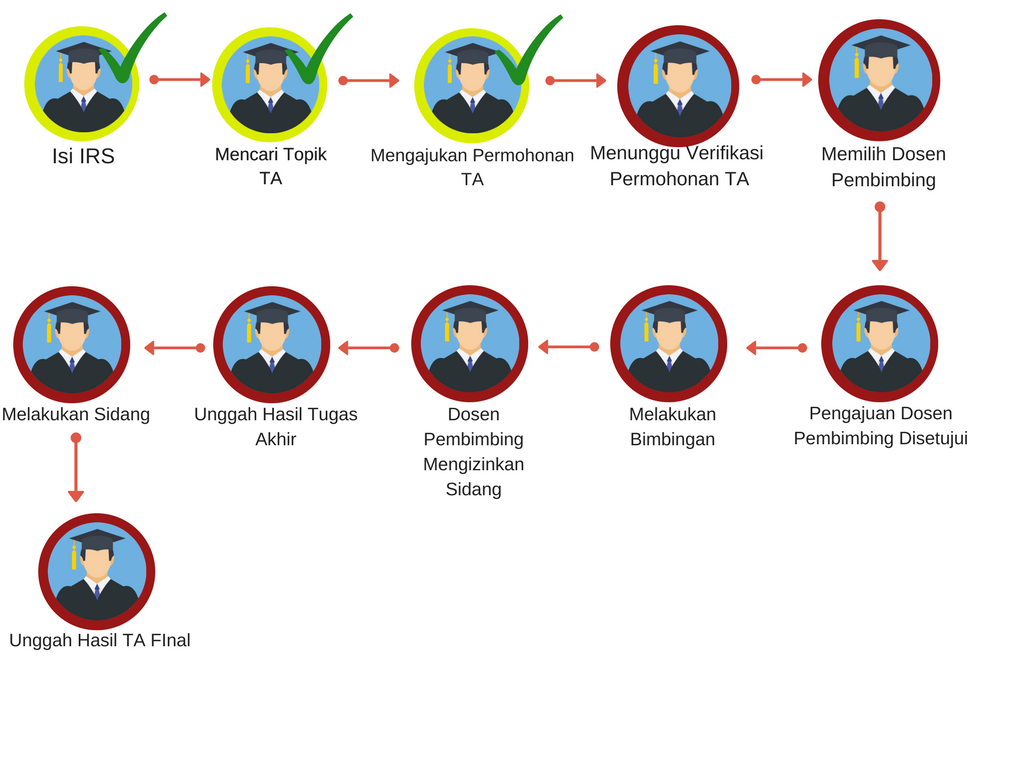 Isi IRS
Mencari Topik
TA
Mengajukan Permohonan
TA
Menunggu Verifikasi
Permohonan TA
Memilih Dosen
Pembimbing
Melakukan Sidang
Unggah Hasil Tugas
Akhir
Dosen
Pembimbing
Mengizinkan
Sidang
Melakukan
Bimbingan
Pengajuan Dosen
Pembimbing Disetujui
Unggah Hasil TA FInal